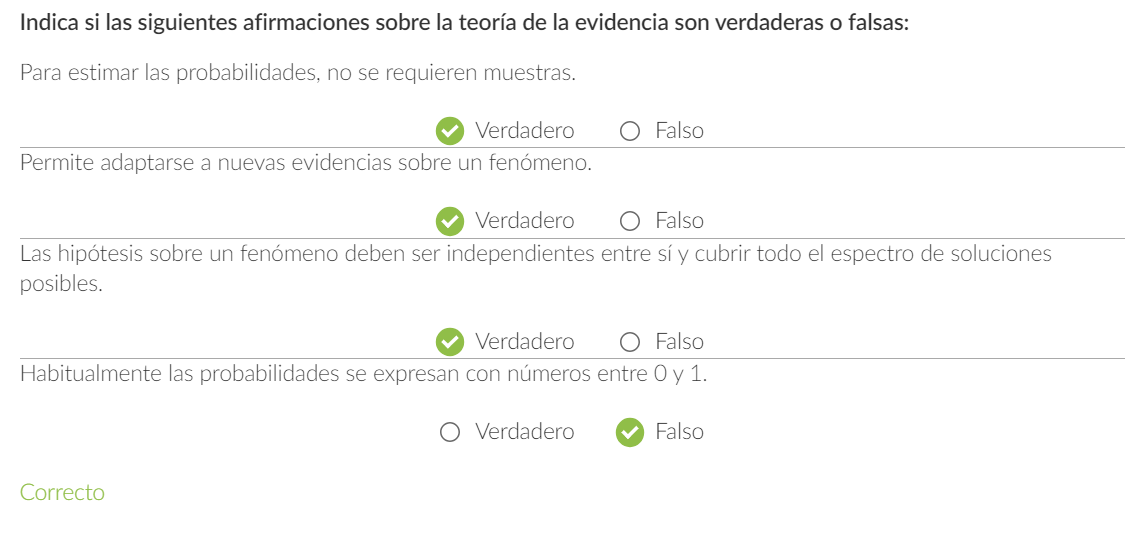 Indica si las siguientes afirmaciones sobre la teoría de la evidencia son verdaderas o falsas:
Para estimar las probabilidades, no se requieren muestras.
Verdadero Falso
Permite adaptarse a nuevas evidencias sobre un fenómeno.
Verdadero Falso
Las hipótesis sobre un fenómeno deben ser independientes entre sí y cubrir todo el espectro de soluciones
posibles.
Verdadero Falso
Habitualmente las probabilidades se expresan con números entre 0 y 1.
Verdadero Falso
Correcto